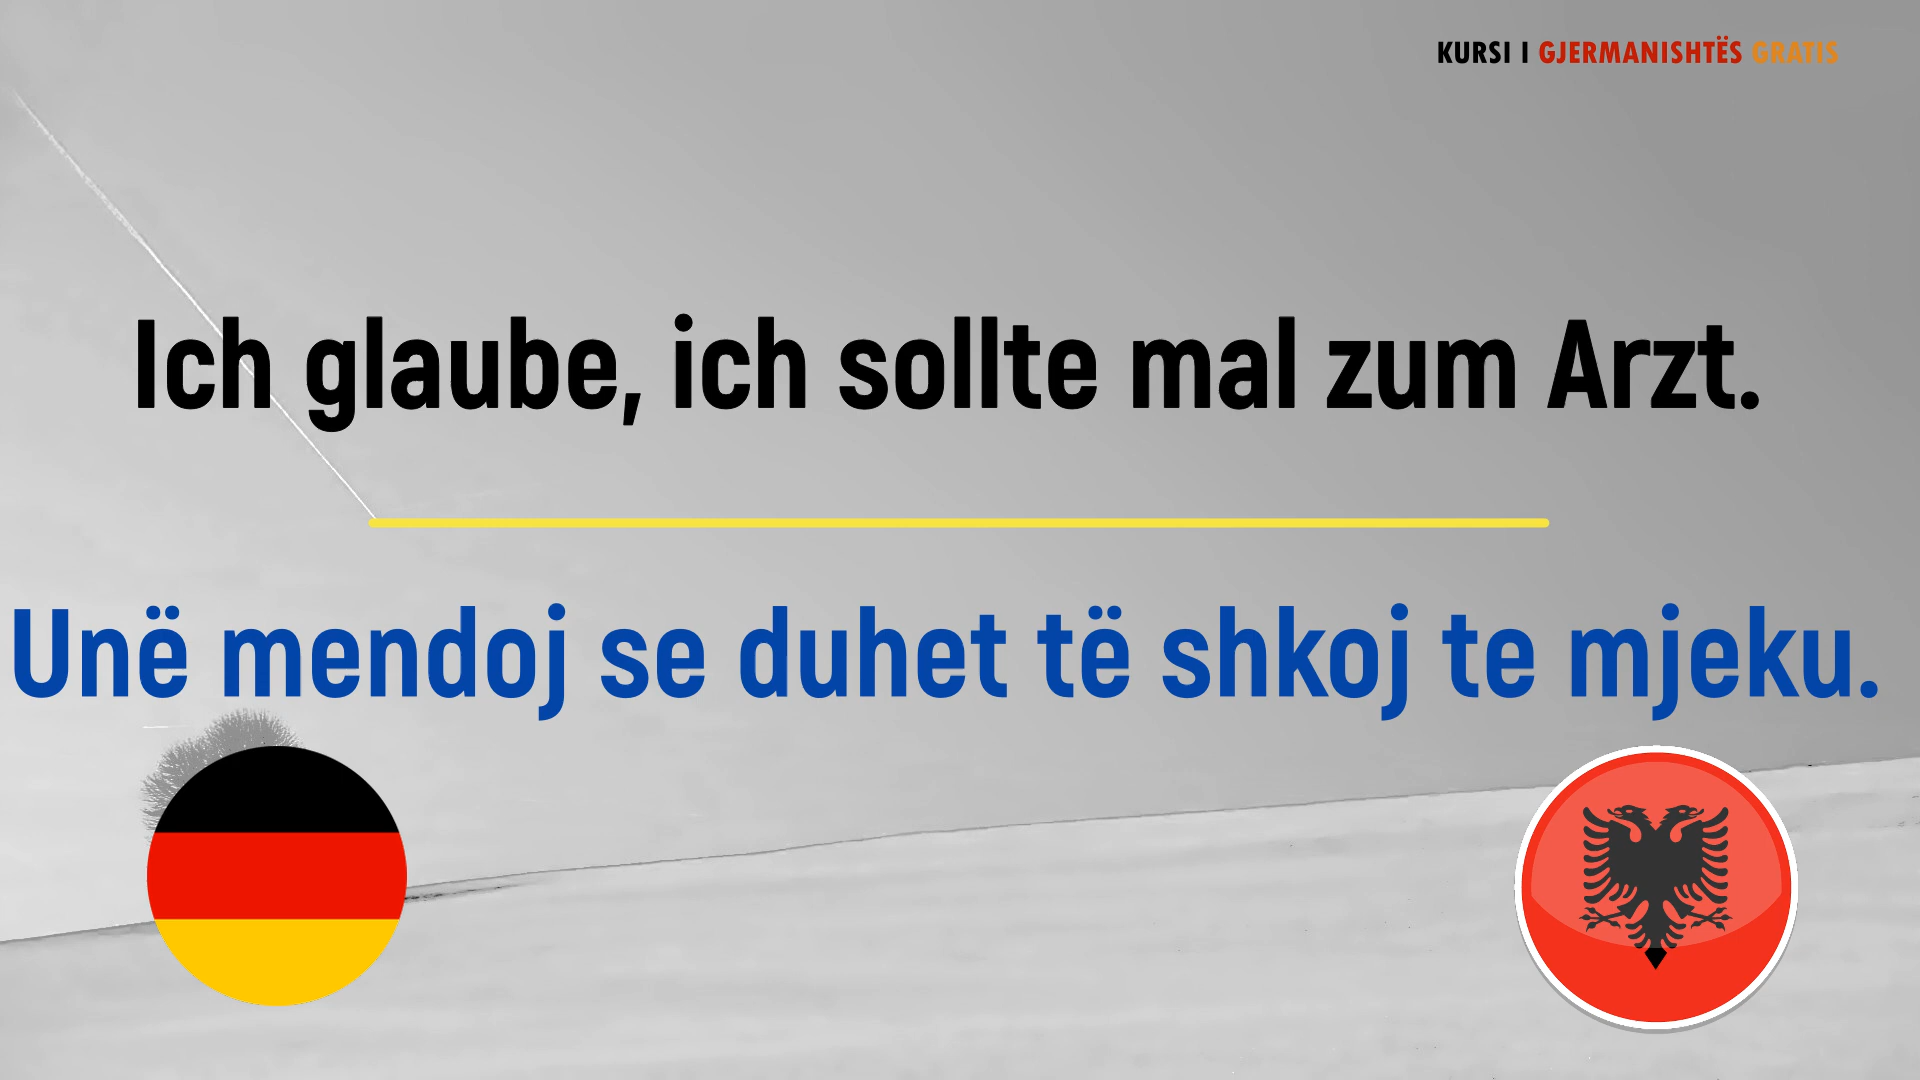 KURSI I GJERMANISHTËS GRATIS
Ich glaube, ich sollte mal zum Arzt.
Unë mendoj se duhet të shkoj te mjeku.